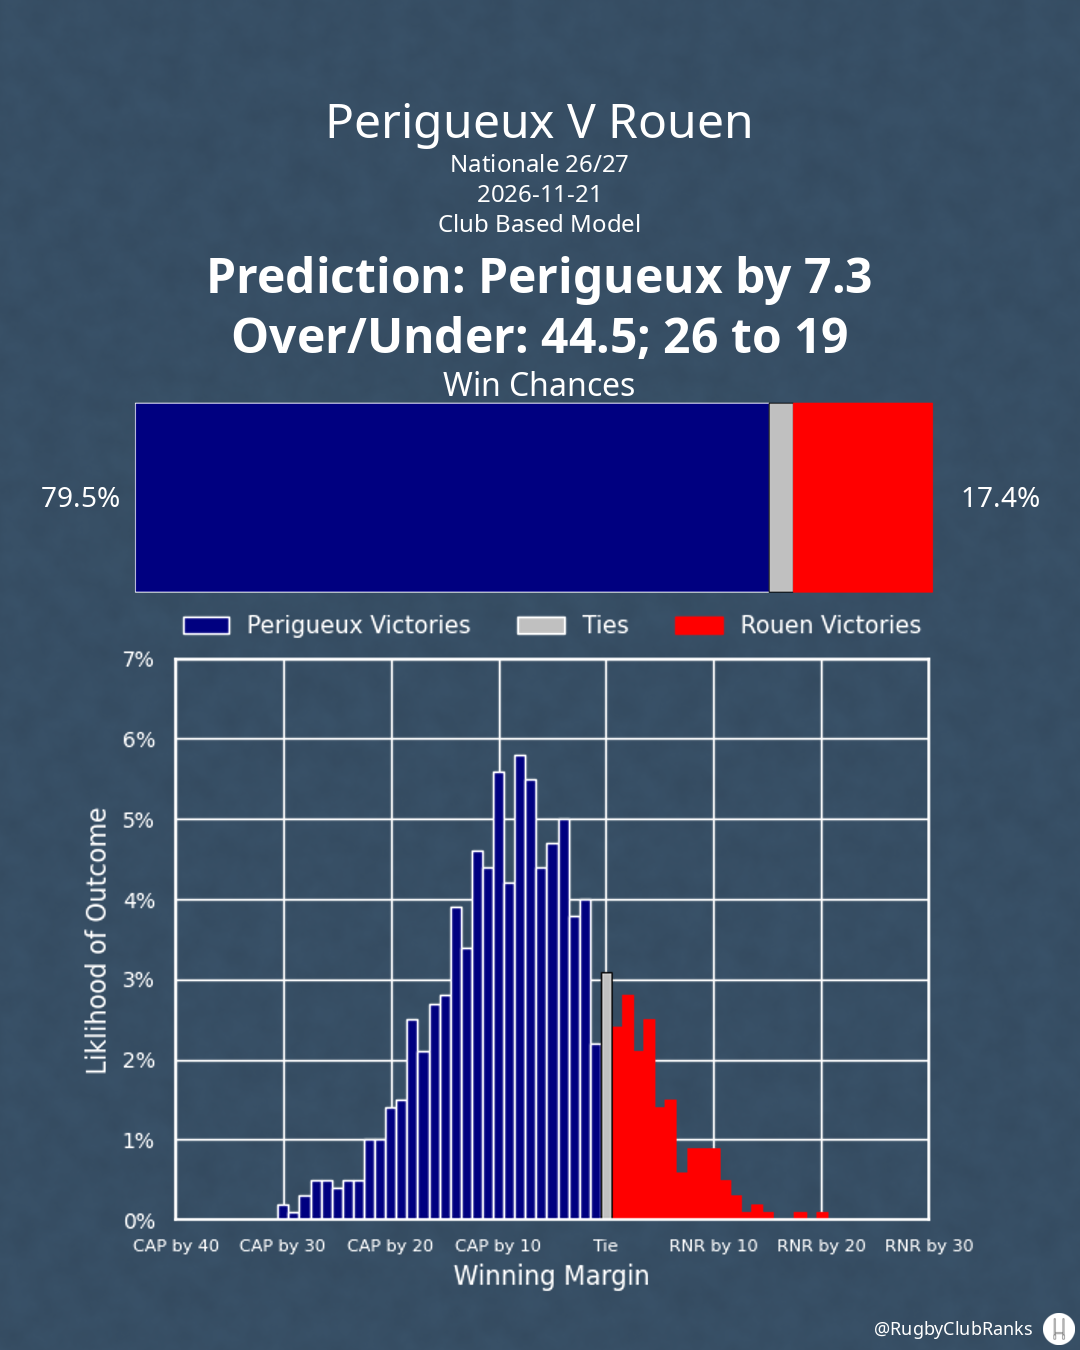 Perigueux V Rouen
Nationale 26/27
2026-11-21
Club Based Model
Prediction: Perigueux by 7.3
Over/Under: 44.5; 26 to 19
Win Chances
79.5%
17.4%
Perigueux Victories
Ties
Rouen Victories
7%
6%
5%
4%
3%
2%
1%
0%
Liklihood of Outcome
CAP by 40
CAP by 30
CAP by 20
CAP by 10
Tie
RNR by 10
RNR by 20
RNR by 30
Winning Margin
@RugbyClubRanks